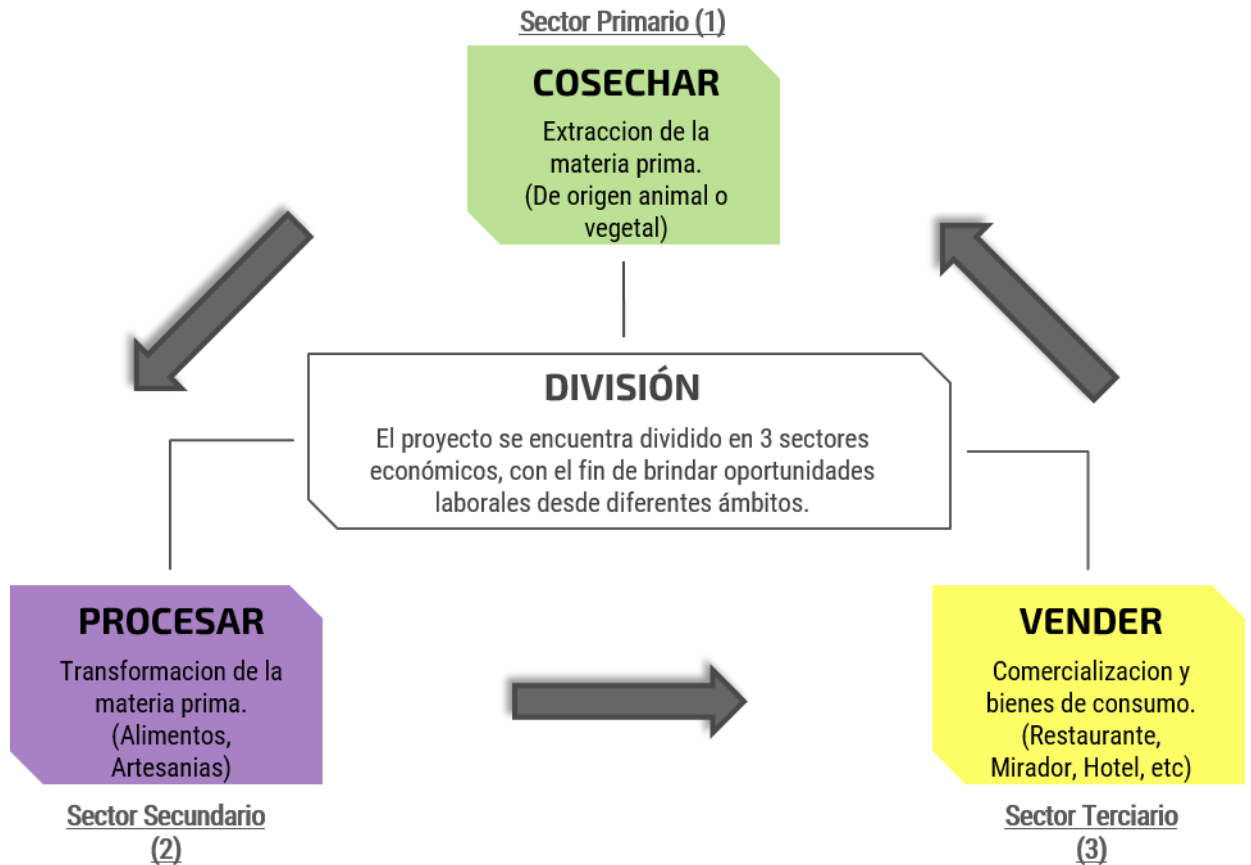 Sector Primario (1)
COSECHAR
Extraccion de la
materia prima.
(De origen animal o
vegetal)
DIVISIÓN
El proyecto se encuentra dividido en 3 sectores
económicos, con el fin de brindar oportunidades
laborales desde diferentes ámbitos.
PROCESAR
Transformacion de la
materia prima.
(Alimentos,
Artesanias)
Sector Secundario
(2)
VENDER
Comercializacion y
bienes de consumo.
(Restaurante,
Mirador, Hotel, etc)
Sector Terciario
(3)